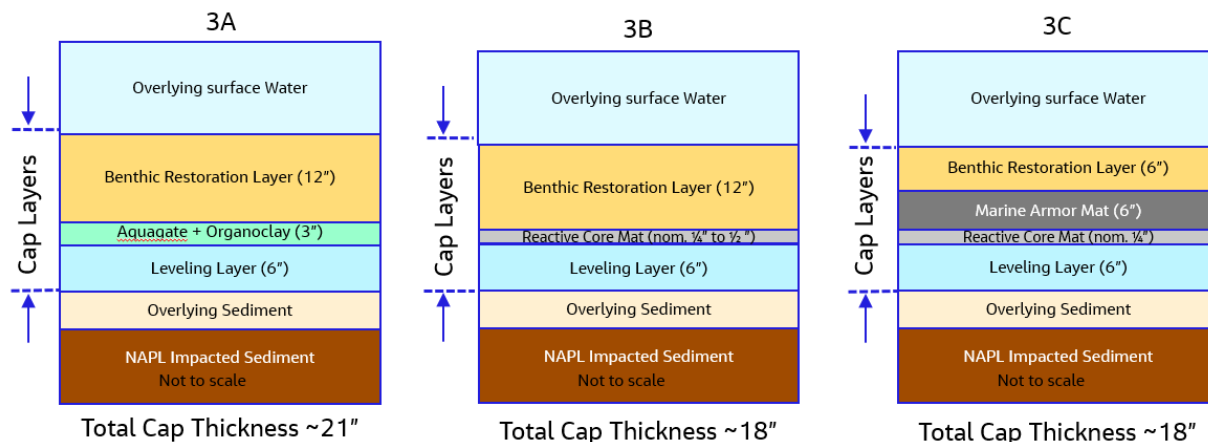 3A
Overlying surface Water
Cap Layers
Benthic Restoration Layer (12”)
Aquagate + Organoclay (3”)
Leveling Layer (6”)
Overlying Sediment
NAPL Impacted Sediment
Not to scale
Total Cap Thickness ~21”
3B
Overlying surface Water
Cap Layers
Benthic Restoration Layer (12”)
Reactive Core Mat (nom. ¼” to ½ ”)
Leveling Layer (6”)
Overlying Sediment
NAPL Impacted Sediment
Not to scale
Total Cap Thickness ~18”
3C
Overlying surface Water
Cap Layers
Benthic Restoration Layer (6”)
Marine Armor Mat (6”)
Reactive Core Mat (nom. ¼”)
Leveling Layer (6”)
Overlying Sediment
NAPL Impacted Sediment
Not to scale
Total Cap Thickness ~18”